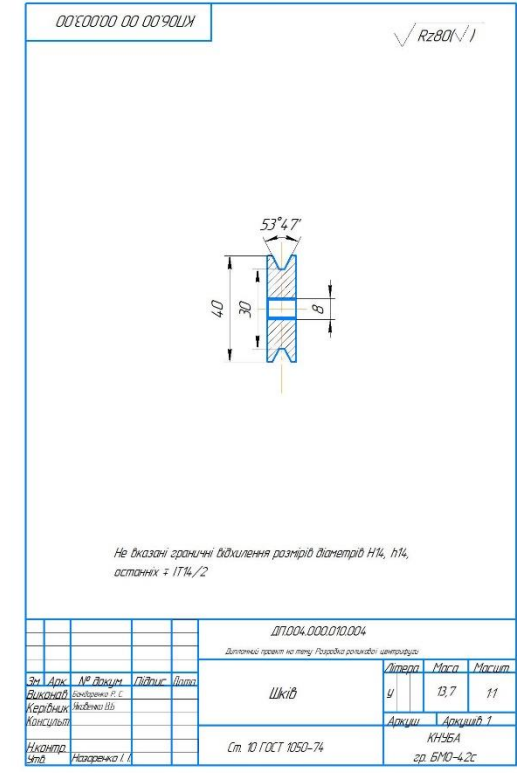 КП06.00 00 00003.00
√ Rz80(√)
53°47'
40
30
8
Не вказані граничні відхилення розмірів діаметрів Н14, h14,
останніх ∓ IT14/2
ДП.004.000.010.004
Дипломний проект на тему: Розробка роликової центрифуги
Літера Маса Масшт.
Зм Арк. № докум. Підпис Дата
Виконав Бондаренко Р. С.
Шків
у 13,7 1:1
Керівник Яковенко В.Б
Консульт
Аркуш Аркушів 1
Н.контр.
Ст. 10 ГОСТ 1050-74
КНУБА
Утв Назаренко І. І.
гр. БМО-42с